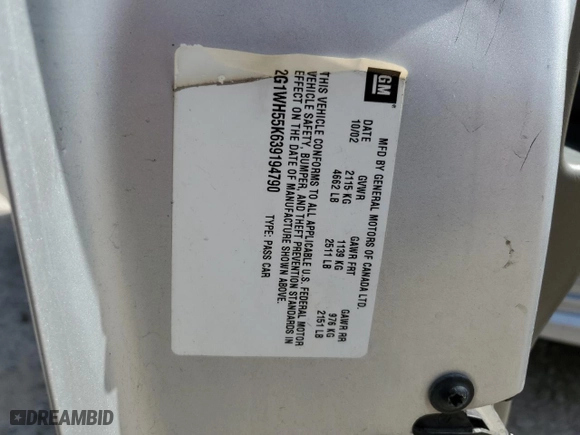 GM
MFD BY GENERAL MOTORS OF CANADA LTD.
DATE GVWR GAWR FRT GAWR RR
10/02 2115 KG 1139 KG 976 KG
4662 LB 2511 LB 2151 LB
THIS VEHICLE CONFORMS TO ALL APPLICABLE U.S. FEDERAL MOTOR
VEHICLE SAFETY, BUMPER, AND THEFT PREVENTION STANDARDS IN
EFFECT ON THE DATE OF MANUFACTURE SHOWN ABOVE.
2G1WH55K639194790 TYPE: PASS CAR
DREAMBID